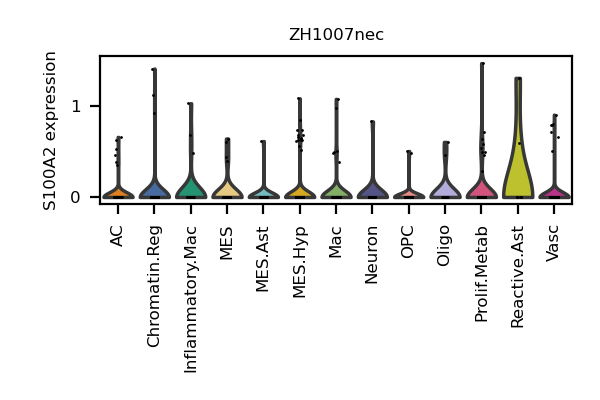 ZH1007nec
S100A2 expression
1
0
AC
Chromatin.Reg
Inflammatory.Mac
MES
MES.Ast
MES.Hyp
Mac
Neuron
OPC
Oligo
Prolif.Metab
Reactive.Ast
Vasc